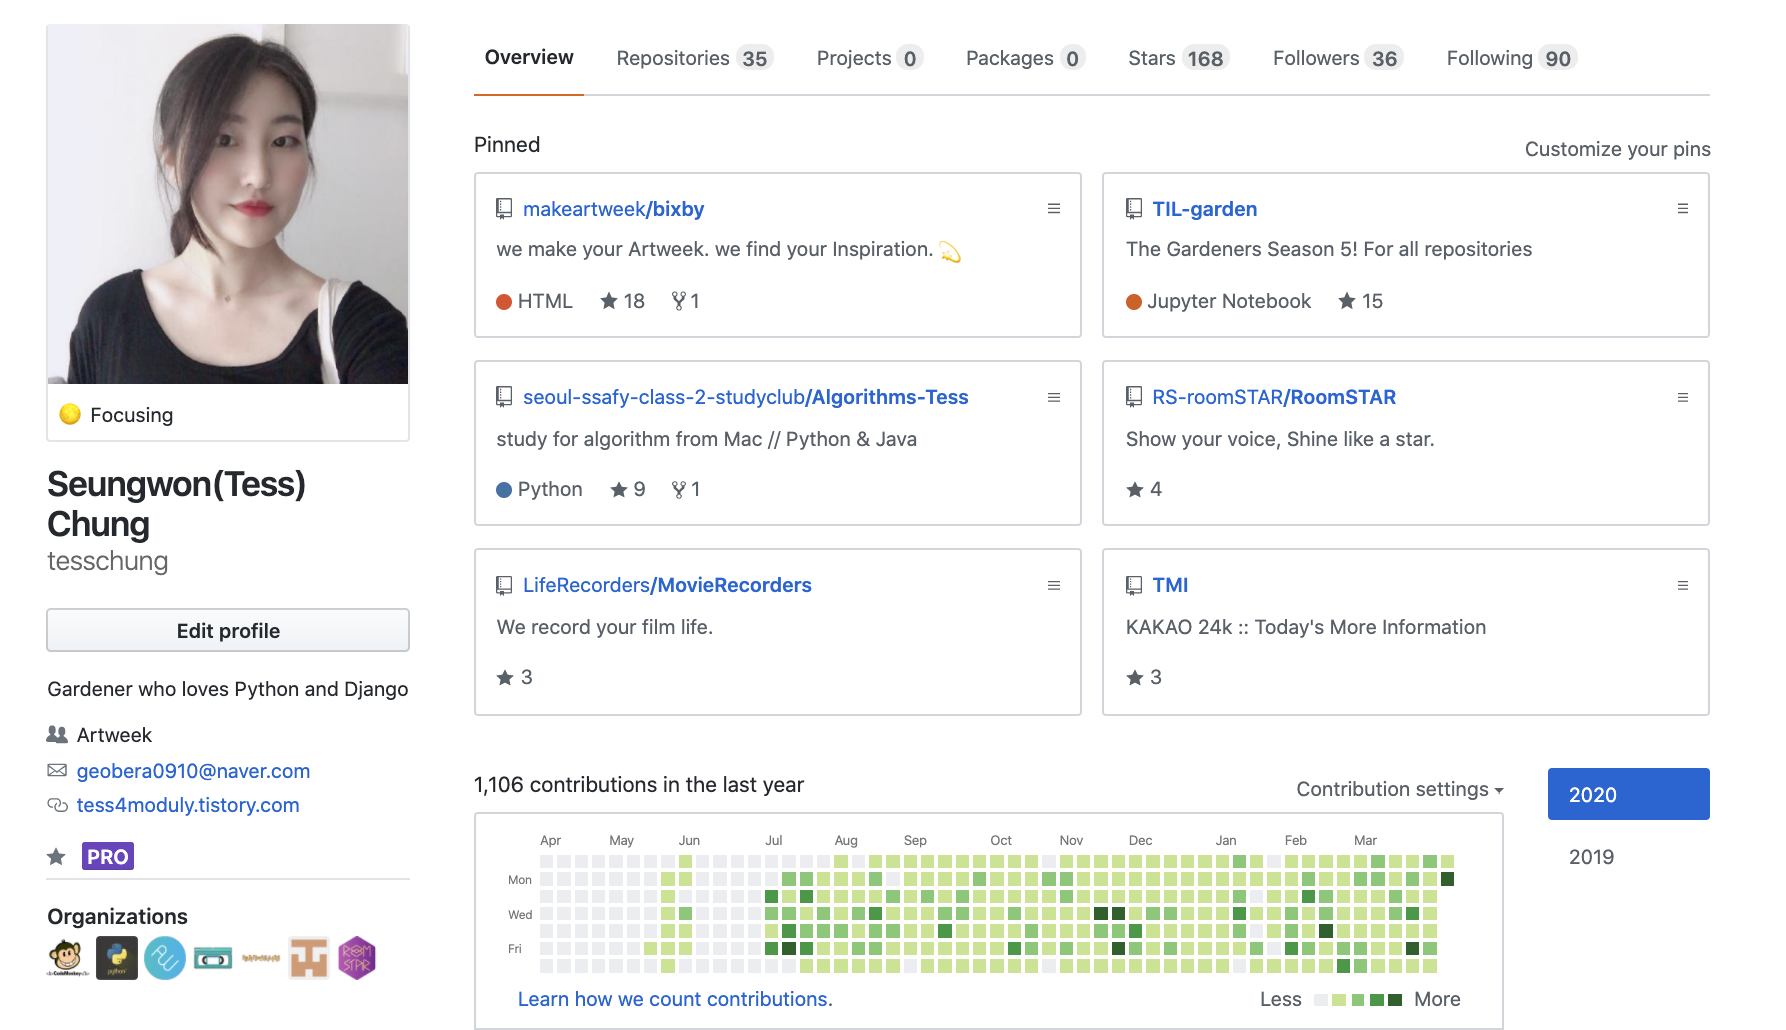 Overview Repositories 35 Projects 0 Packages 0 Stars 168 Followers 36 Following 90
Focusing
Seungwon(Tess)
Chung
tesschung
Edit profile
Gardener who loves Python and Django
Artweek
geobera0910@naver.com
tess4moduly.tistory.com
PRO
Organizations
CodeMonkey
python
ROOM
STAR
Pinned
Customize your pins
makeartweek/bixby
we make your Artweek. we find your Inspiration. 💫
HTML 18 1
TIL-garden
The Gardeners Season 5! For all repositories
Jupyter Notebook 15
seoul-ssafy-class-2-studyclub/Algorithms-Tess
study for algorithm from Mac // Python & Java
Python 9 1
RS-roomSTAR/RoomSTAR
Show your voice, Shine like a star.
4
LifeRecorders/MovieRecorders
We record your film life.
3
TMI
KAKAO 24k :: Today's More Information
3
1,106 contributions in the last year
Contribution settings
2020
2019
Apr May Jun Jul Aug Sep Oct Nov Dec Jan Feb Mar
Mon
Wed
Fri
Learn how we count contributions.
Less More